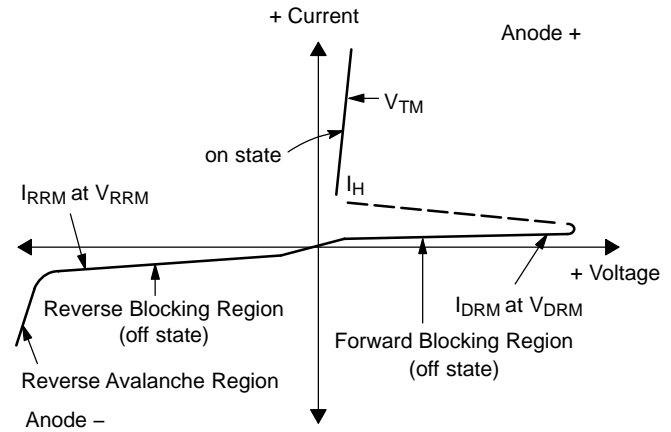 + Current
Anode +
VTM
on state
IH
IRRM at VRRM
+ Voltage
IDRM at VDRM
Reverse Blocking Region
(off state)
Forward Blocking Region
(off state)
Reverse Avalanche Region
Anode –